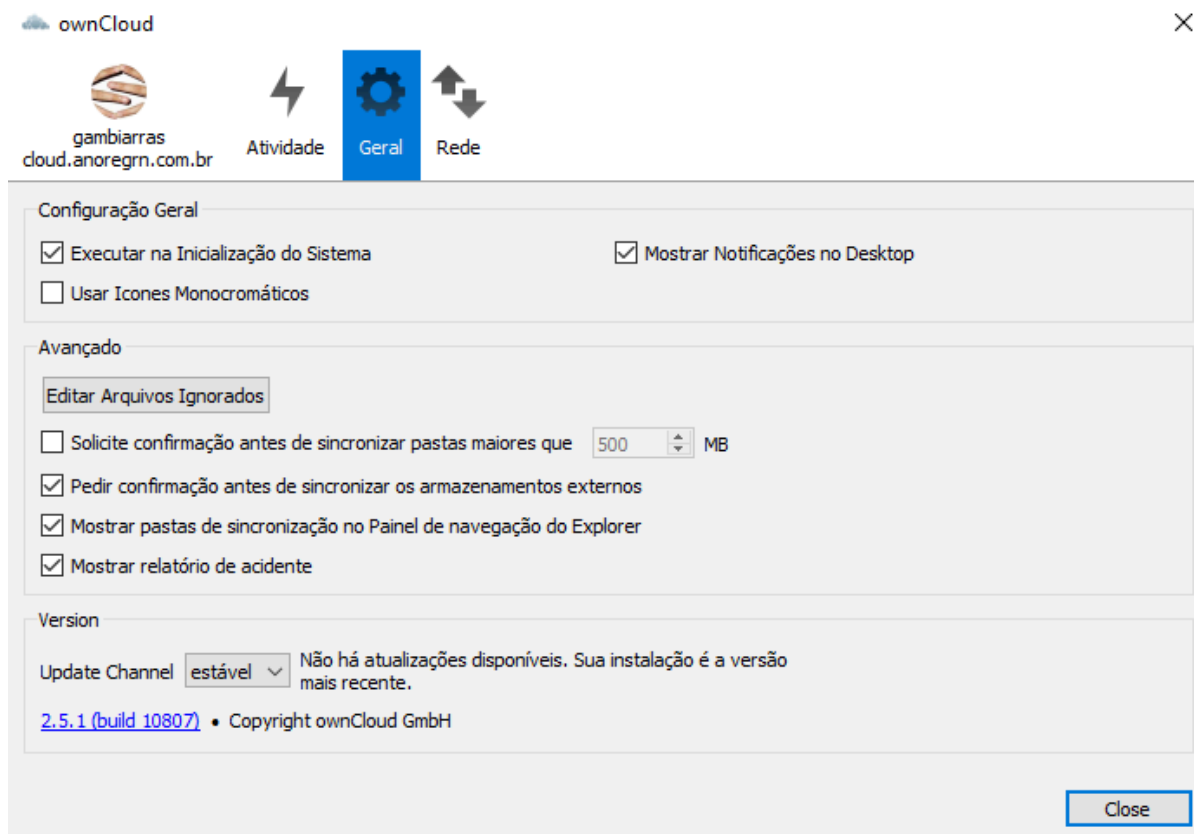 ownCloud
gambiarras
cloud.anoregrn.com.br
Atividade
Geral
Rede
Configuração Geral
Executar na Inicialização do Sistema
Mostrar Notificações no Desktop
Usar Icones Monocromáticos
Avançado
Editar Arquivos Ignorados
Solicite confirmação antes de sincronizar pastas maiores que 500 MB
Pedir confirmação antes de sincronizar os armazenamentos externos
Mostrar pastas de sincronização no Painel de navegação do Explorer
Mostrar relatório de acidente
Version
Update Channel estável Não há atualizações disponíveis. Sua instalação é a versão
mais recente.
2.5.1 (build 10807) • Copyright ownCloud GmbH
Close